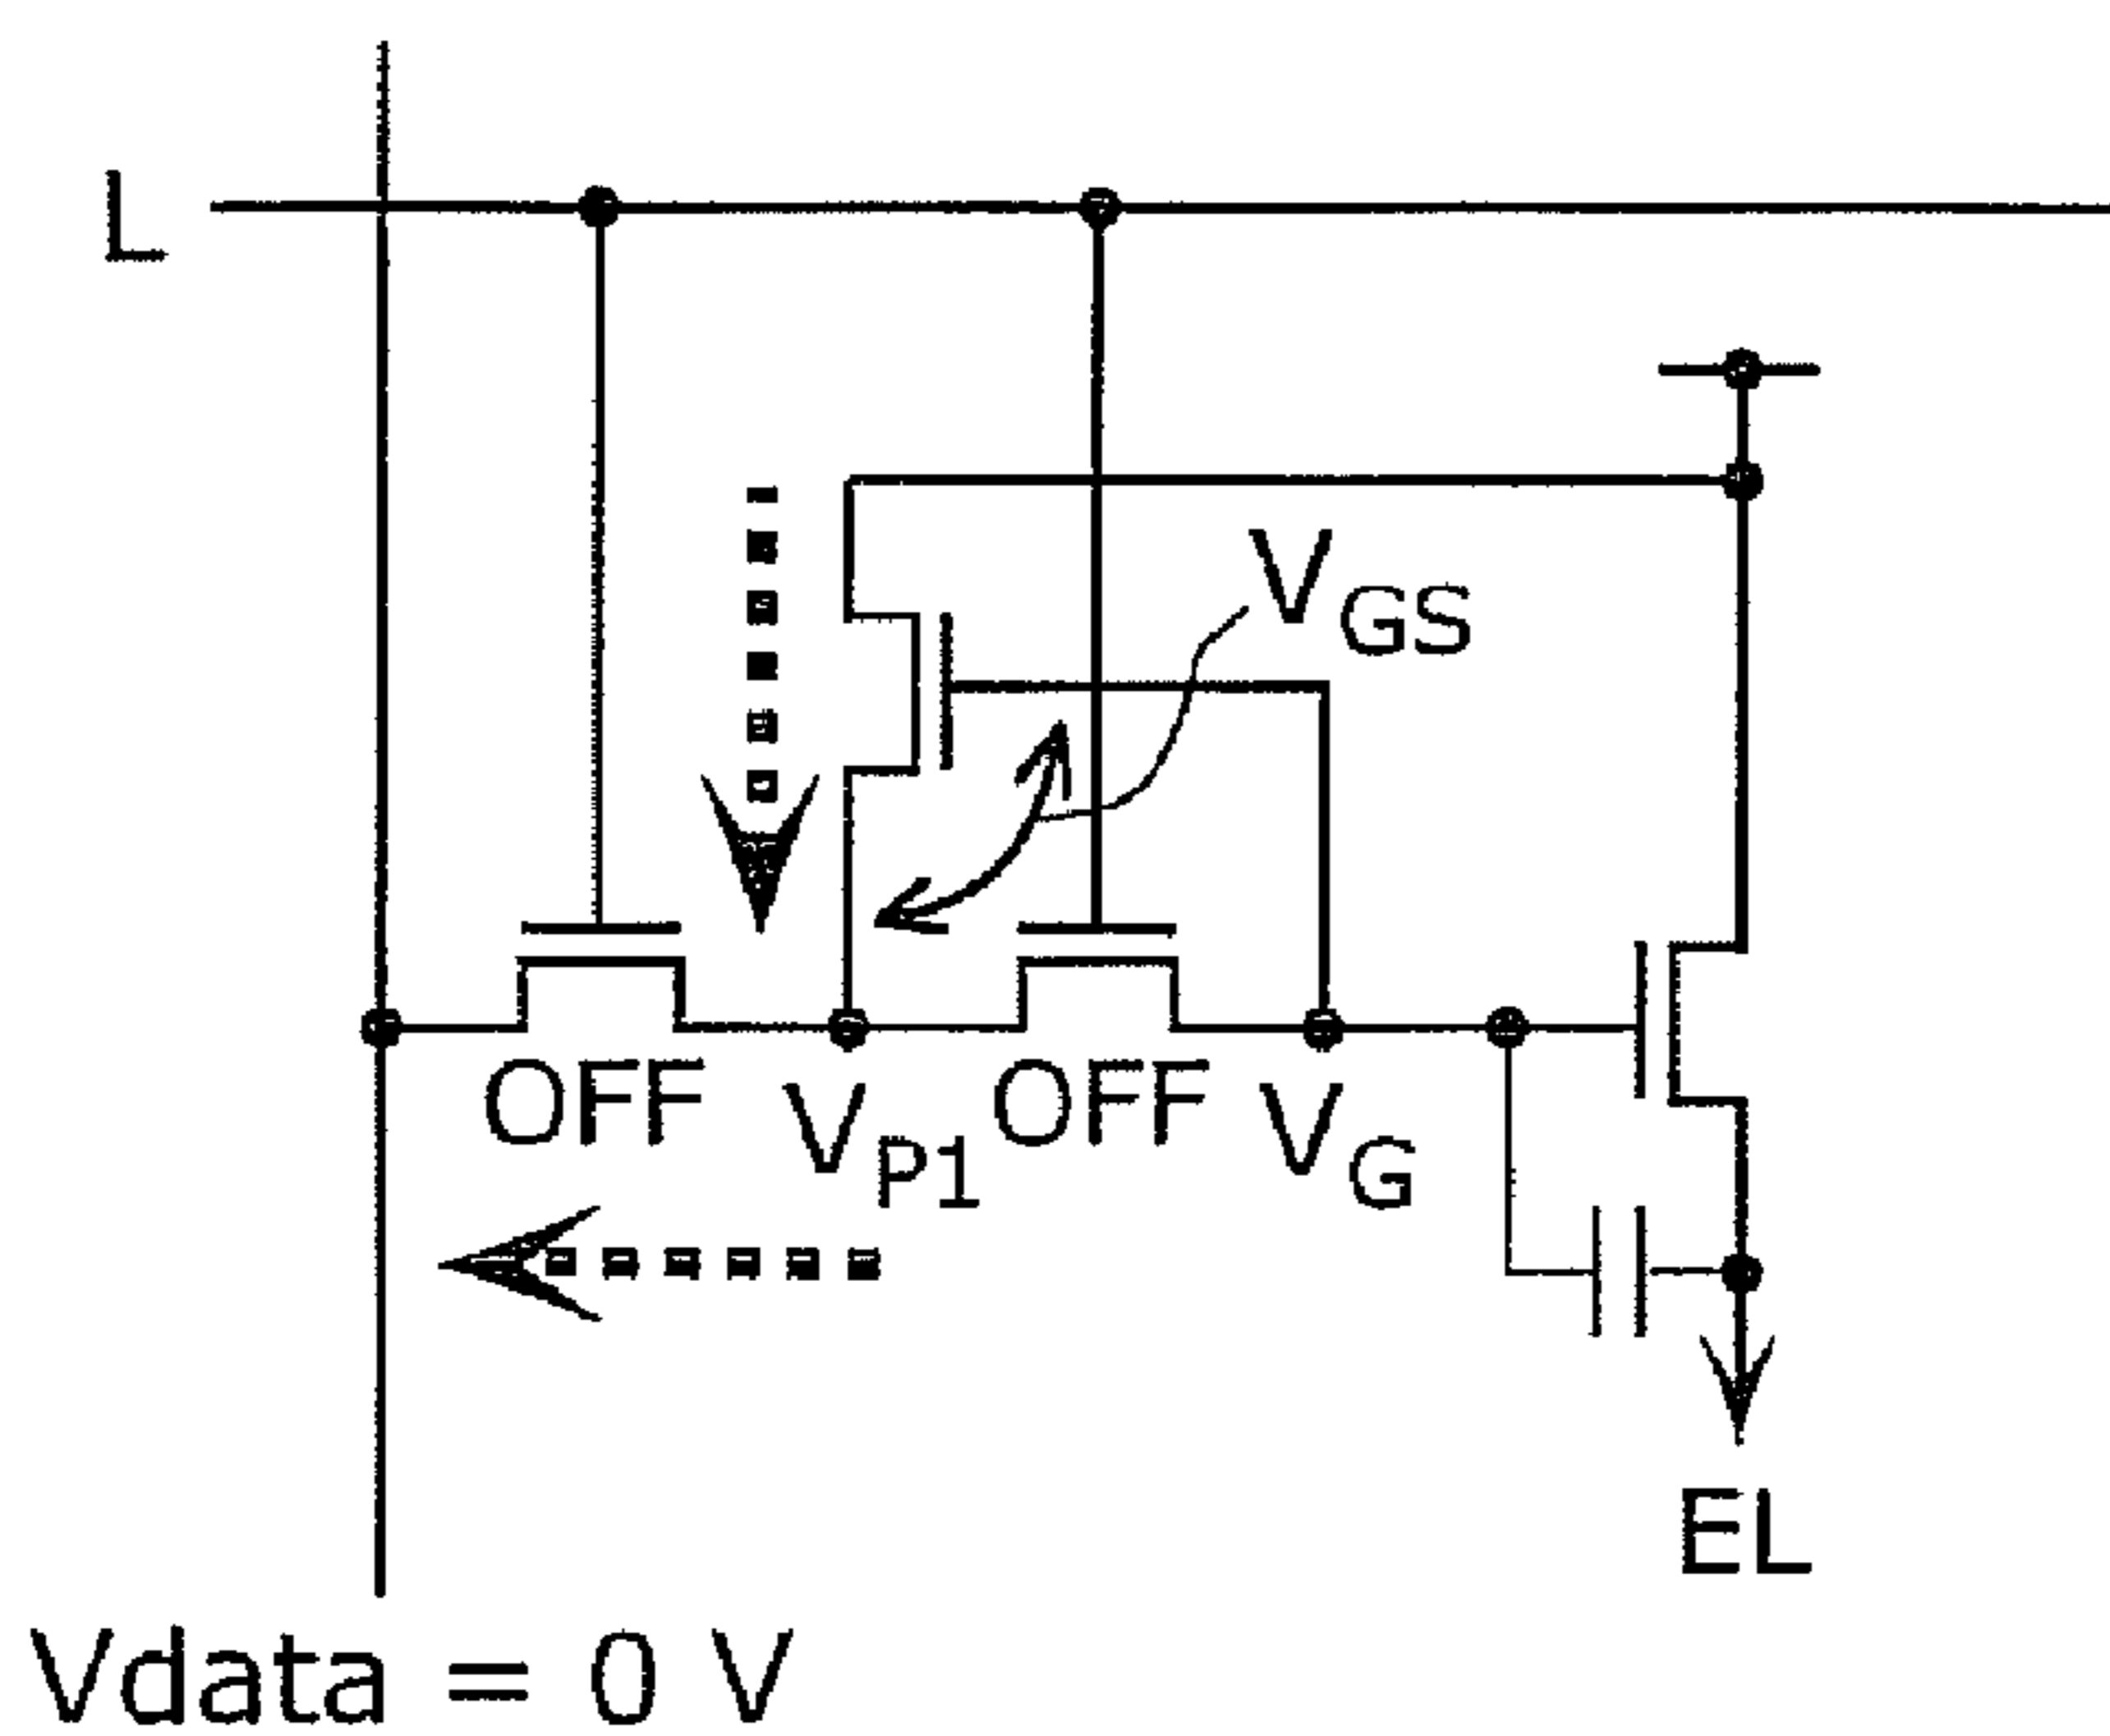 L
V_GS
OFF
V_P1
OFF
V_G
EL
Vdata = 0 V